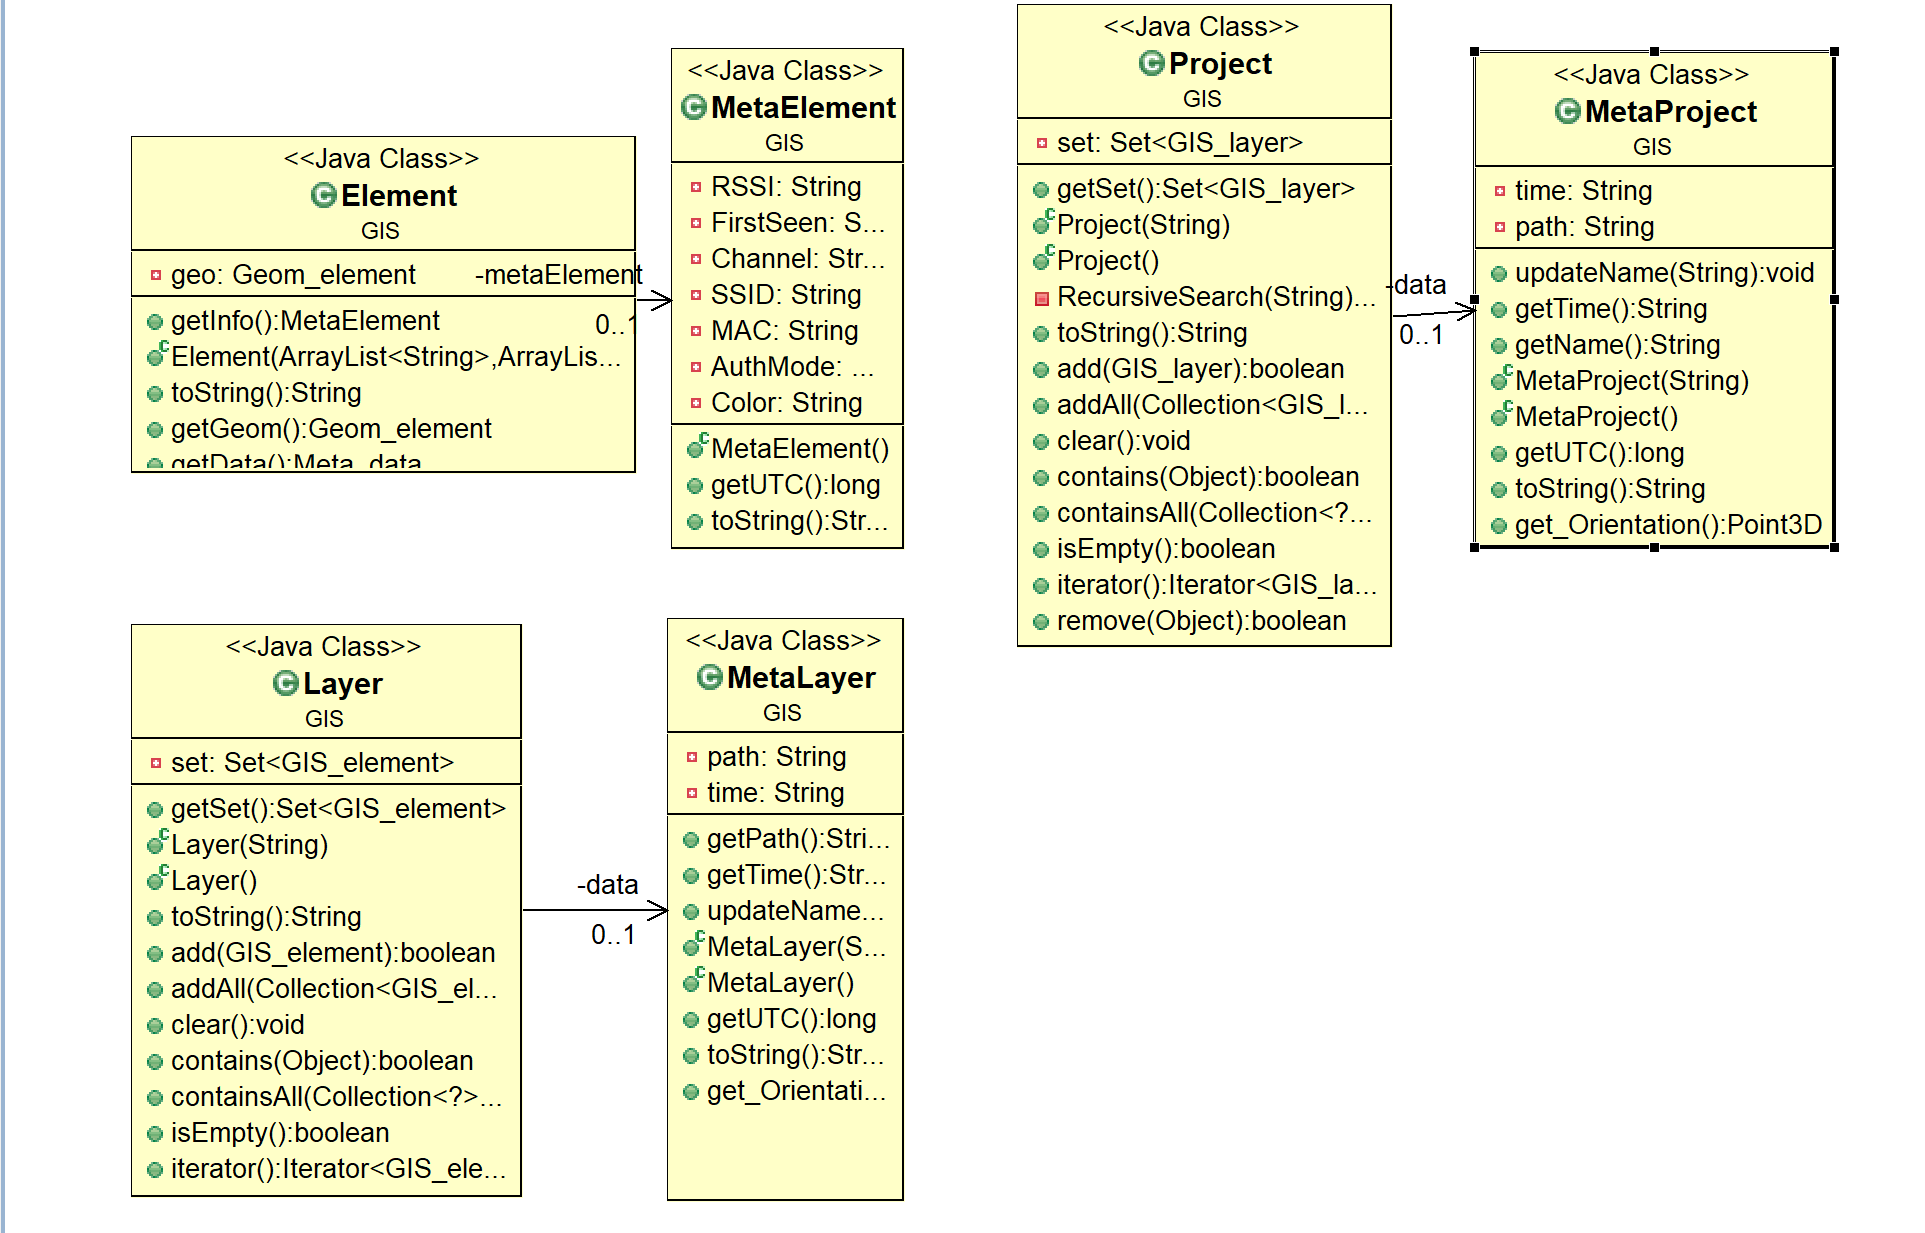 <<Java Class>>
Element
GIS
geo: Geom_element
getInfo():MetaElement
Element(ArrayList<String>,ArrayLis...
toString():String
getGeom():Geom_element
getData():Meta_data
-metaElement
0..1
<<Java Class>>
MetaElement
GIS
RSSI: String
FirstSeen: S...
Channel: Str...
SSID: String
MAC: String
AuthMode: ...
Color: String
MetaElement()
getUTC():long
toString():Str...
<<Java Class>>
Project
GIS
set: Set<GIS_layer>
getSet():Set<GIS_layer>
Project(String)
Project()
RecursiveSearch(String)...
toString():String
add(GIS_layer):boolean
addAll(Collection<GIS_l...
clear():void
contains(Object):boolean
containsAll(Collection<?...
isEmpty():boolean
iterator():Iterator<GIS_la...
remove(Object):boolean
-data
0..1
<<Java Class>>
MetaProject
GIS
time: String
path: String
updateName(String):void
getTime():String
getName():String
MetaProject(String)
MetaProject()
getUTC():long
toString():String
get_Orientation():Point3D
<<Java Class>>
Layer
GIS
set: Set<GIS_element>
getSet():Set<GIS_element>
Layer(String)
Layer()
toString():String
add(GIS_element):boolean
addAll(Collection<GIS_el...
clear():void
contains(Object):boolean
containsAll(Collection<?>...
isEmpty():boolean
iterator():Iterator<GIS_ele...
-data
0..1
<<Java Class>>
MetaLayer
GIS
path: String
time: String
getPath():Stri...
getTime():Str...
updateName...
MetaLayer(S...
MetaLayer()
getUTC():long
toString():Str...
get_Orientati...